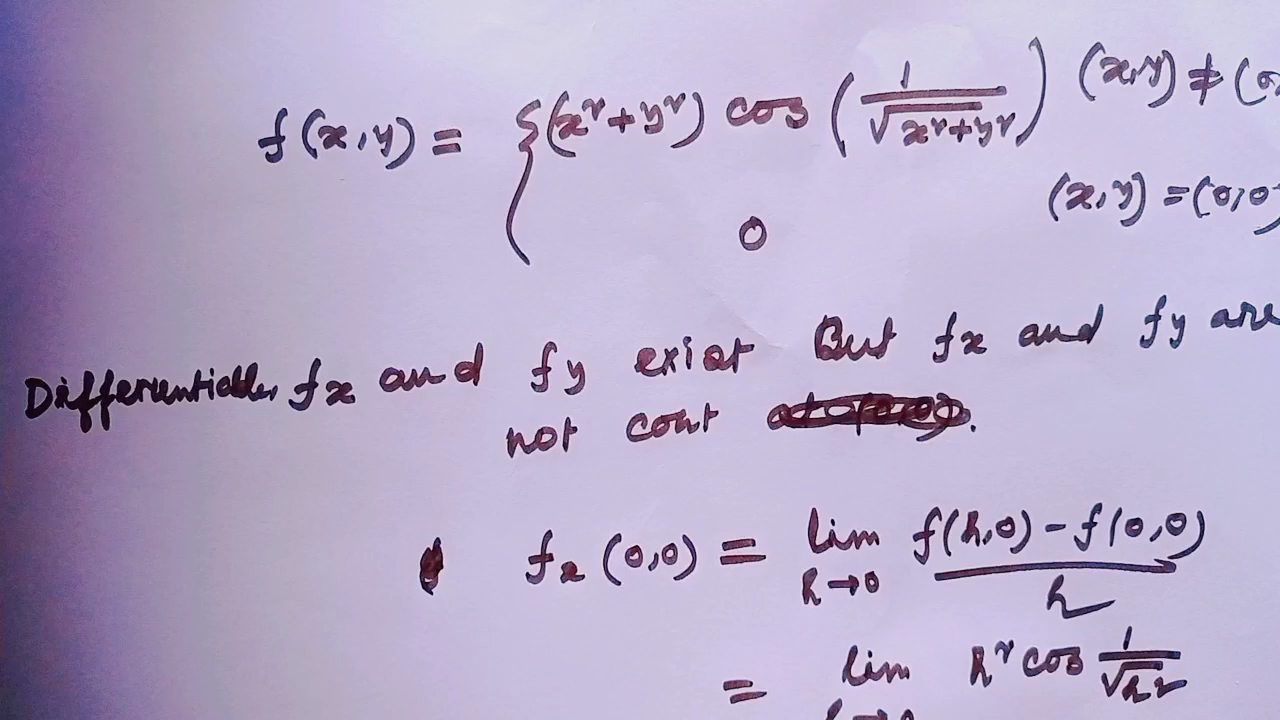 f(x,y) = { (x²+y²) cos (1/√(x²+y²)) (x,y) ≠ (0,
0 (x,y) = (0,0)
Differentiable, fx and fy exist But fx and fy are
not cont
fx (0,0) = lim h→0 f(h,0) - f(0,0) / h
= lim h² cos 1/√h²